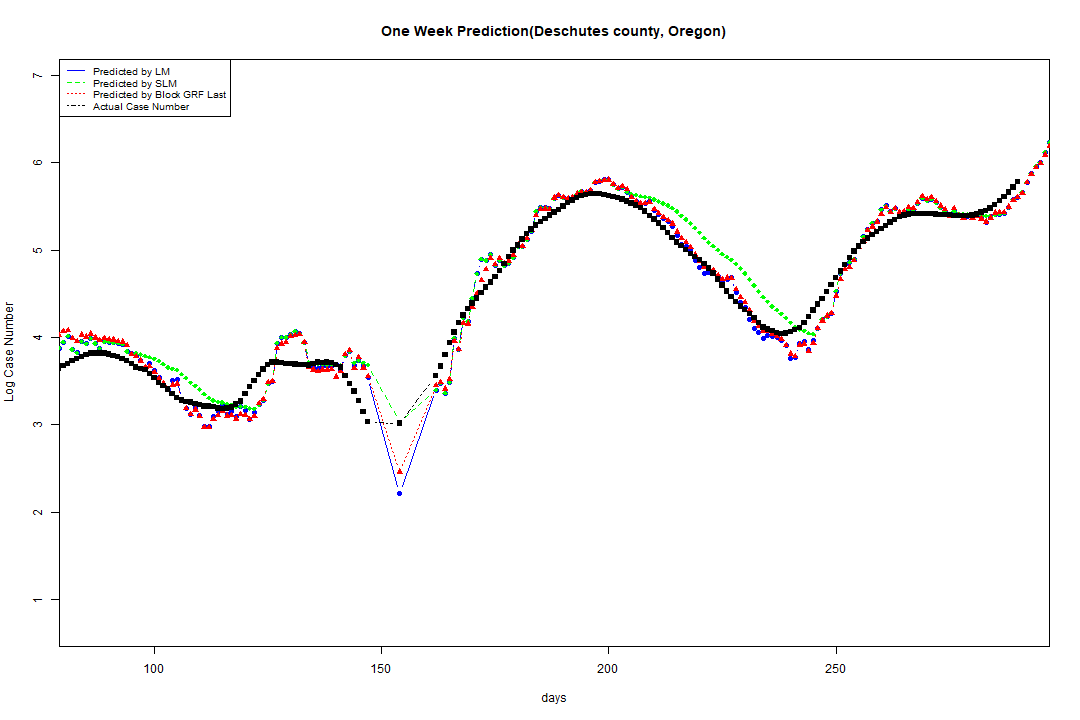 One Week Prediction(Deschutes county, Oregon)
Predicted by LM
Predicted by SLM
Predicted by Block GRF Last
Actual Case Number
7
6
5
4
3
2
1
Log Case Number
100
150
200
250
days